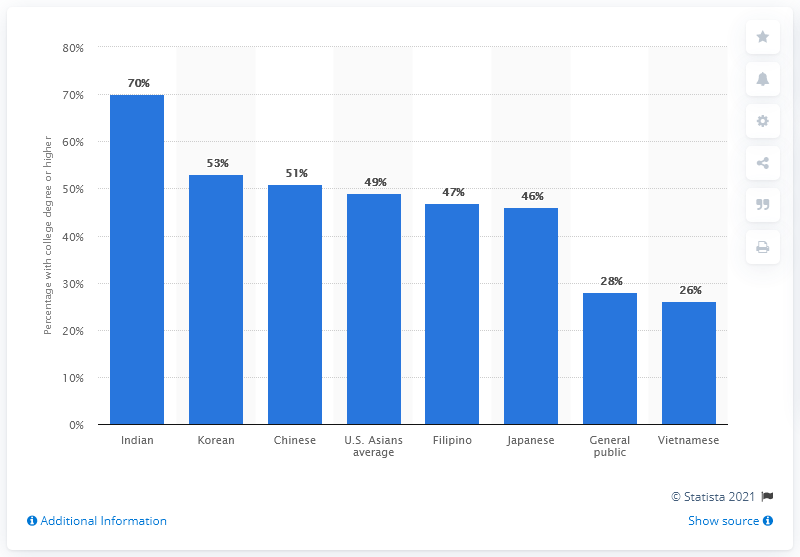 80%
70%
60%
50%
40%
30%
20%
10%
0%
Percentage with college degree or higher
70%
53%
51%
49%
47%
46%
28%
26%
Indian
Korean
Chinese
U.S. Asians
average
Filipino
Japanese
General
public
Vietnamese
© Statista 2021
Additional Information
Show source